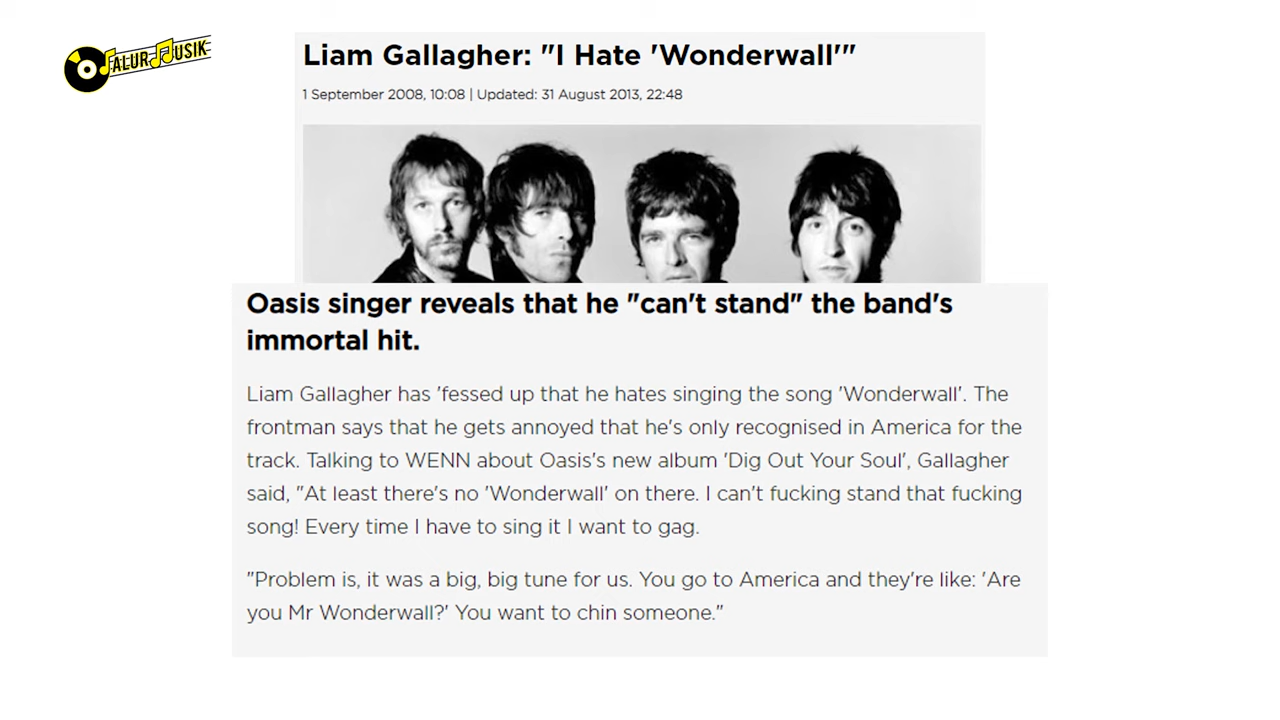 ALUR MUSIK
Liam Gallagher: "I Hate 'Wonderwall'"
1 September 2008, 10:08 | Updated: 31 August 2013, 22:48
Oasis singer reveals that he "can't stand" the band's
immortal hit.
Liam Gallagher has 'fessed up that he hates singing the song 'Wonderwall'. The
frontman says that he gets annoyed that he's only recognised in America for the
track. Talking to WENN about Oasis's new album 'Dig Out Your Soul', Gallagher
said, "At least there's no 'Wonderwall' on there. I can't fucking stand that fucking
song! Every time I have to sing it I want to gag.
"Problem is, it was a big, big tune for us. You go to America and they're like: 'Are
you Mr Wonderwall?' You want to chin someone."